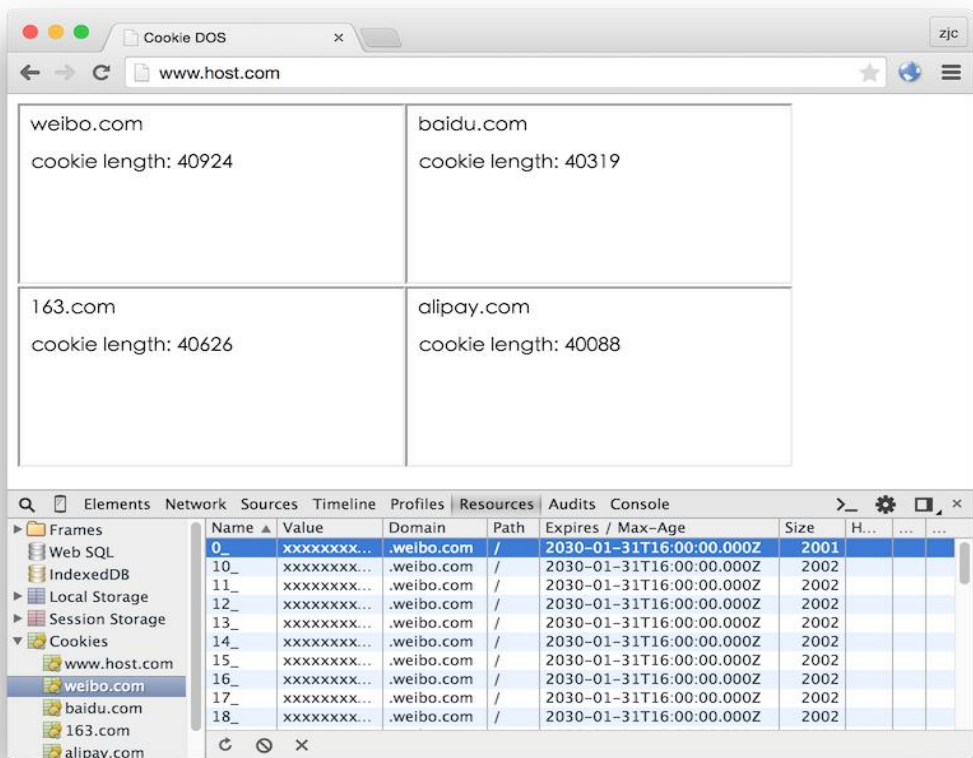 Cookie DOS ×
zjc
www.host.com
weibo.com
cookie length: 40924
baidu.com
cookie length: 40319
163.com
cookie length: 40626
alipay.com
cookie length: 40088
Elements Network Sources Timeline Profiles Resources Audits Console
Frames
Web SQL
IndexedDB
Local Storage
Session Storage
Cookies
www.host.com
weibo.com
baidu.com
163.com
alipay.com
Name Value Domain Path Expires / Max-Age Size H... ... ...
0_ xxxxxxxx... .weibo.com / 2030-01-31T16:00:00.000Z 2001
10_ xxxxxxxx... .weibo.com / 2030-01-31T16:00:00.000Z 2002
11_ xxxxxxxx... .weibo.com / 2030-01-31T16:00:00.000Z 2002
12_ xxxxxxxx... .weibo.com / 2030-01-31T16:00:00.000Z 2002
13_ xxxxxxxx... .weibo.com / 2030-01-31T16:00:00.000Z 2002
14_ xxxxxxxx... .weibo.com / 2030-01-31T16:00:00.000Z 2002
15_ xxxxxxxx... .weibo.com / 2030-01-31T16:00:00.000Z 2002
16_ xxxxxxxx... .weibo.com / 2030-01-31T16:00:00.000Z 2002
17_ xxxxxxxx... .weibo.com / 2030-01-31T16:00:00.000Z 2002
18_ xxxxxxxx... .weibo.com / 2030-01-31T16:00:00.000Z 2002